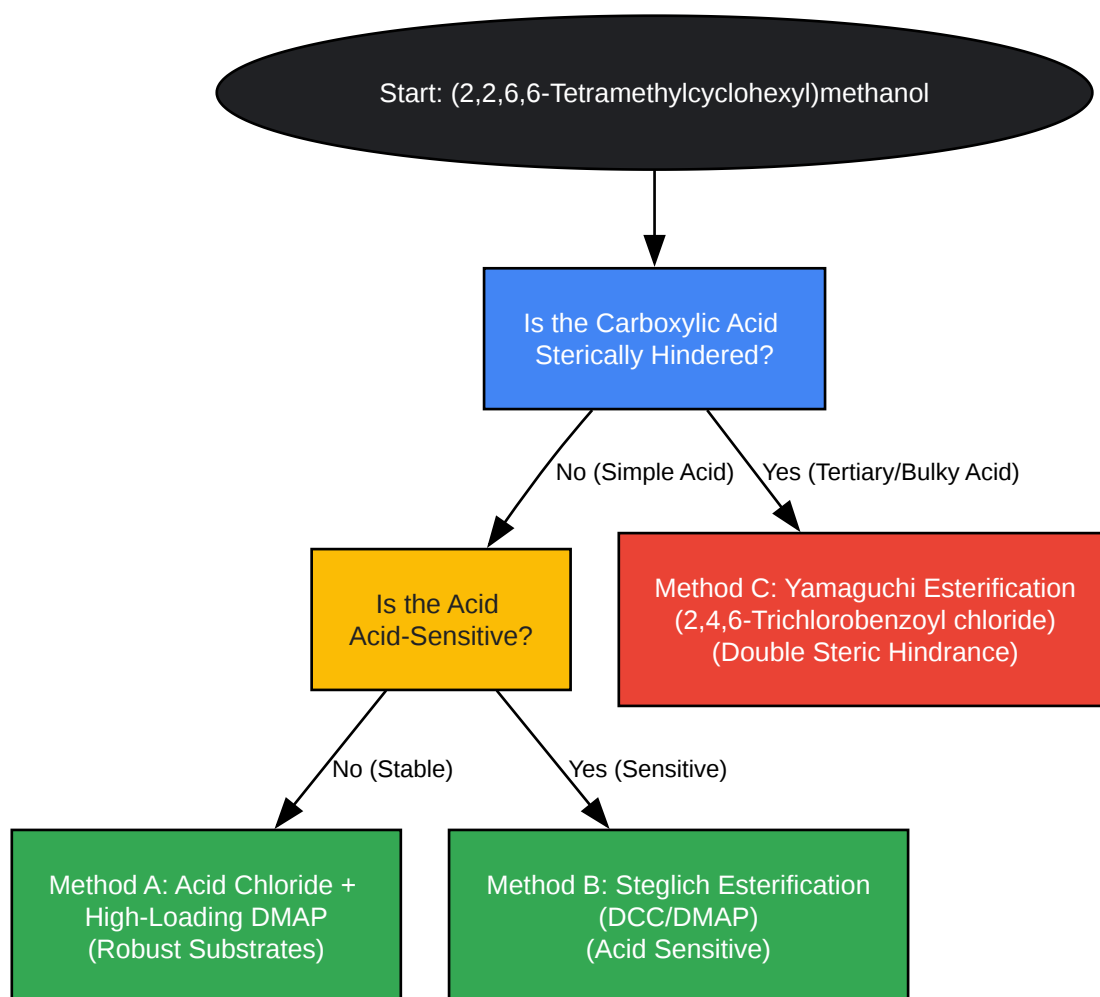 Start: (2,2,6,6-Tetramethylcyclohexyl)methanol
Is the Carboxylic Acid
Sterically Hindered?
No (Simple Acid)
Yes (Tertiary/Bulky Acid)
Is the Acid
Acid-Sensitive?
Method C: Yamaguchi Esterification
(2,4,6-Trichlorobenzoyl chloride)
(Double Steric Hindrance)
No (Stable)
Yes (Sensitive)
Method A: Acid Chloride +
High-Loading DMAP
(Robust Substrates)
Method B: Steglich Esterification
(DCC/DMAP)
(Acid Sensitive)